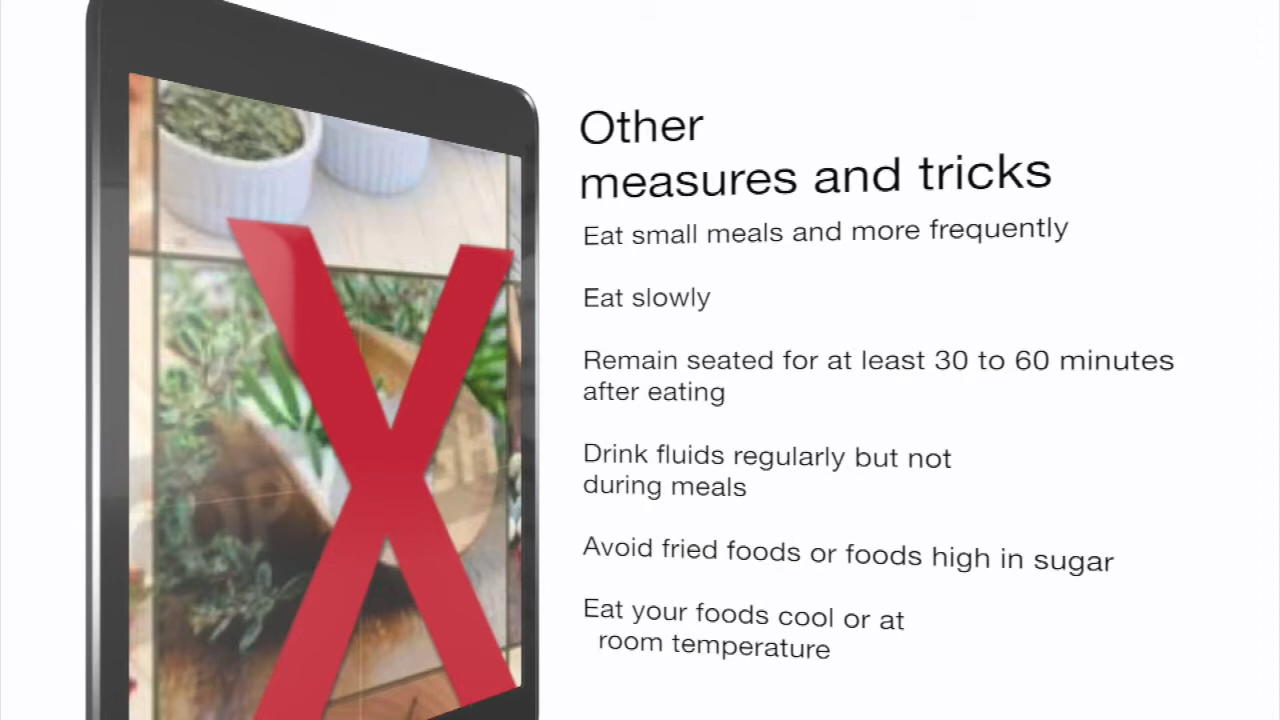 Other
measures and tricks
Eat small meals and more frequently
Eat slowly
Remain seated for at least 30 to 60 minutes
after eating
Drink fluids regularly but not
during meals
Avoid fried foods or foods high in sugar
Eat your foods cool or at
room temperature